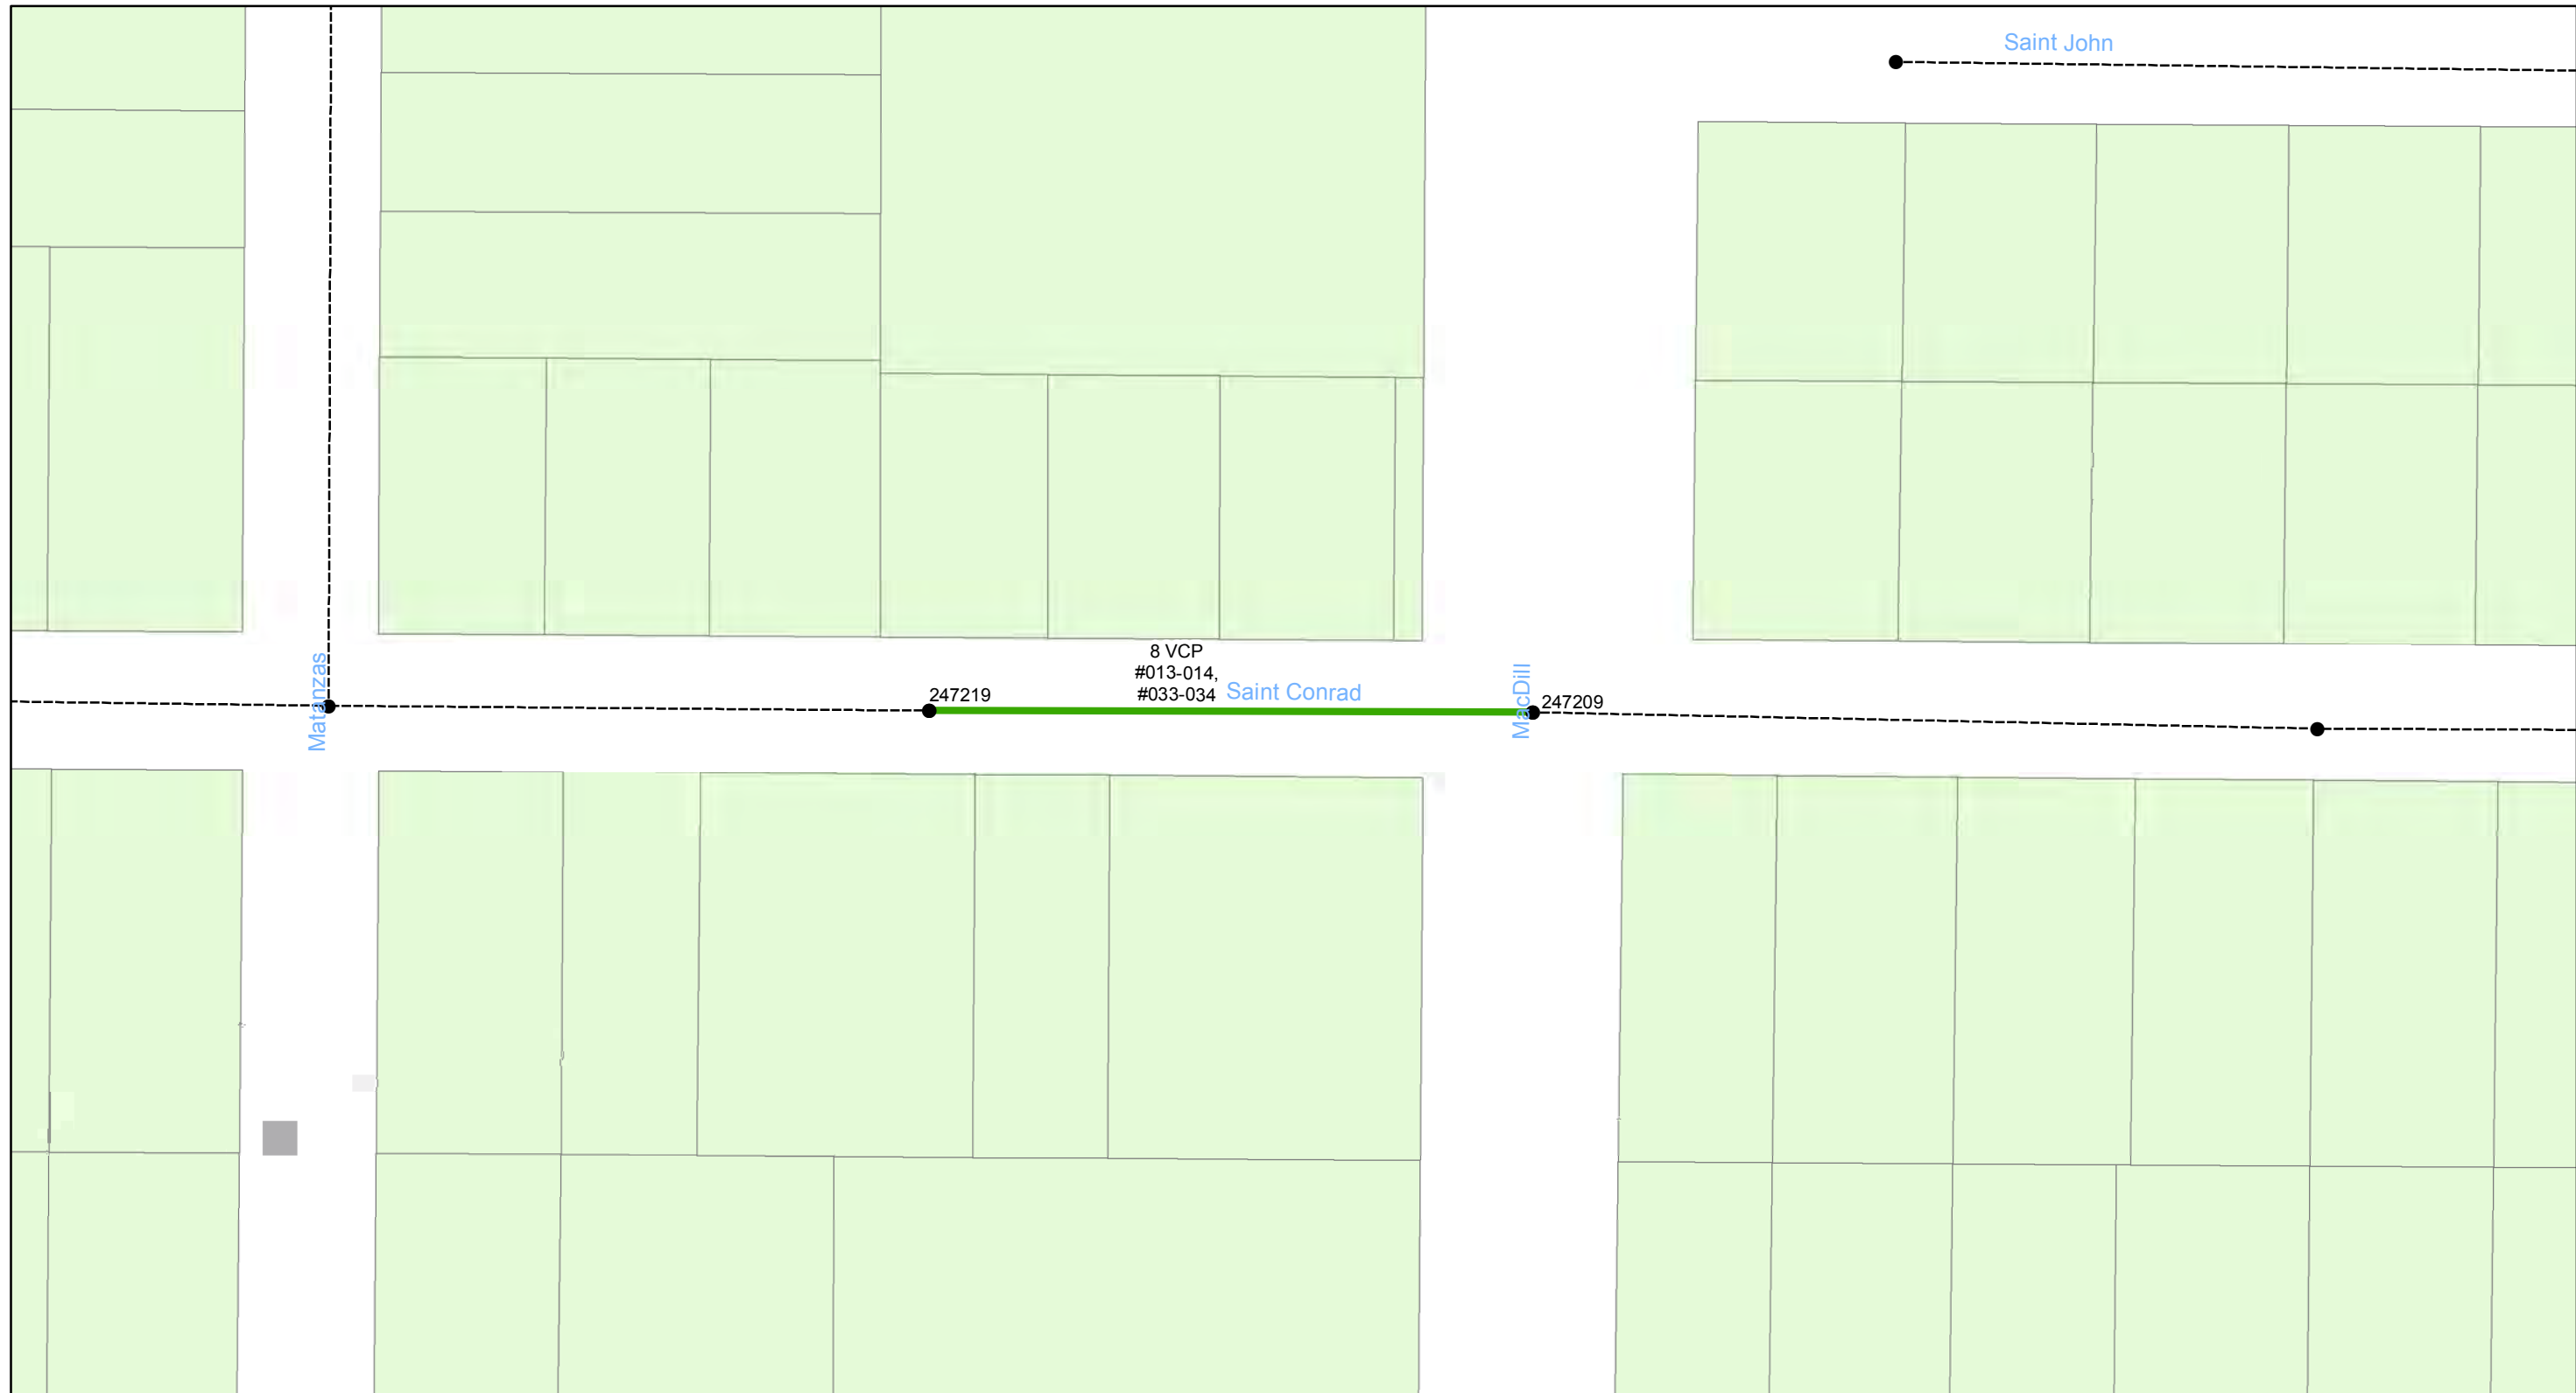 Saint John
8 VCP
#013-014,
#033-034
Saint Conrad
247219
247209
Matanzas
MacDill